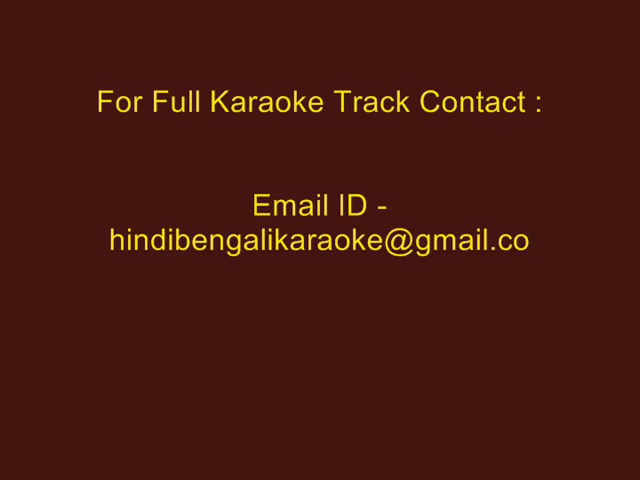 For Full Karaoke Track Contact :
Email ID -
hindibengalikaraoke@gmail.co